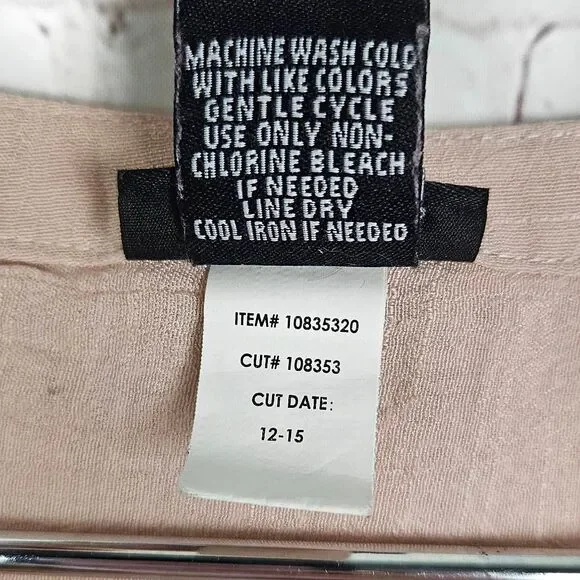 MACHINE WASH COLD
WITH LIKE COLORS
GENTLE CYCLE
USE ONLY NON-
CHLORINE BLEACH
IF NEEDED
LINE DRY
COOL IRON IF NEEDED
ITEM# 10835320
CUT# 108353
CUT DATE:
12-15